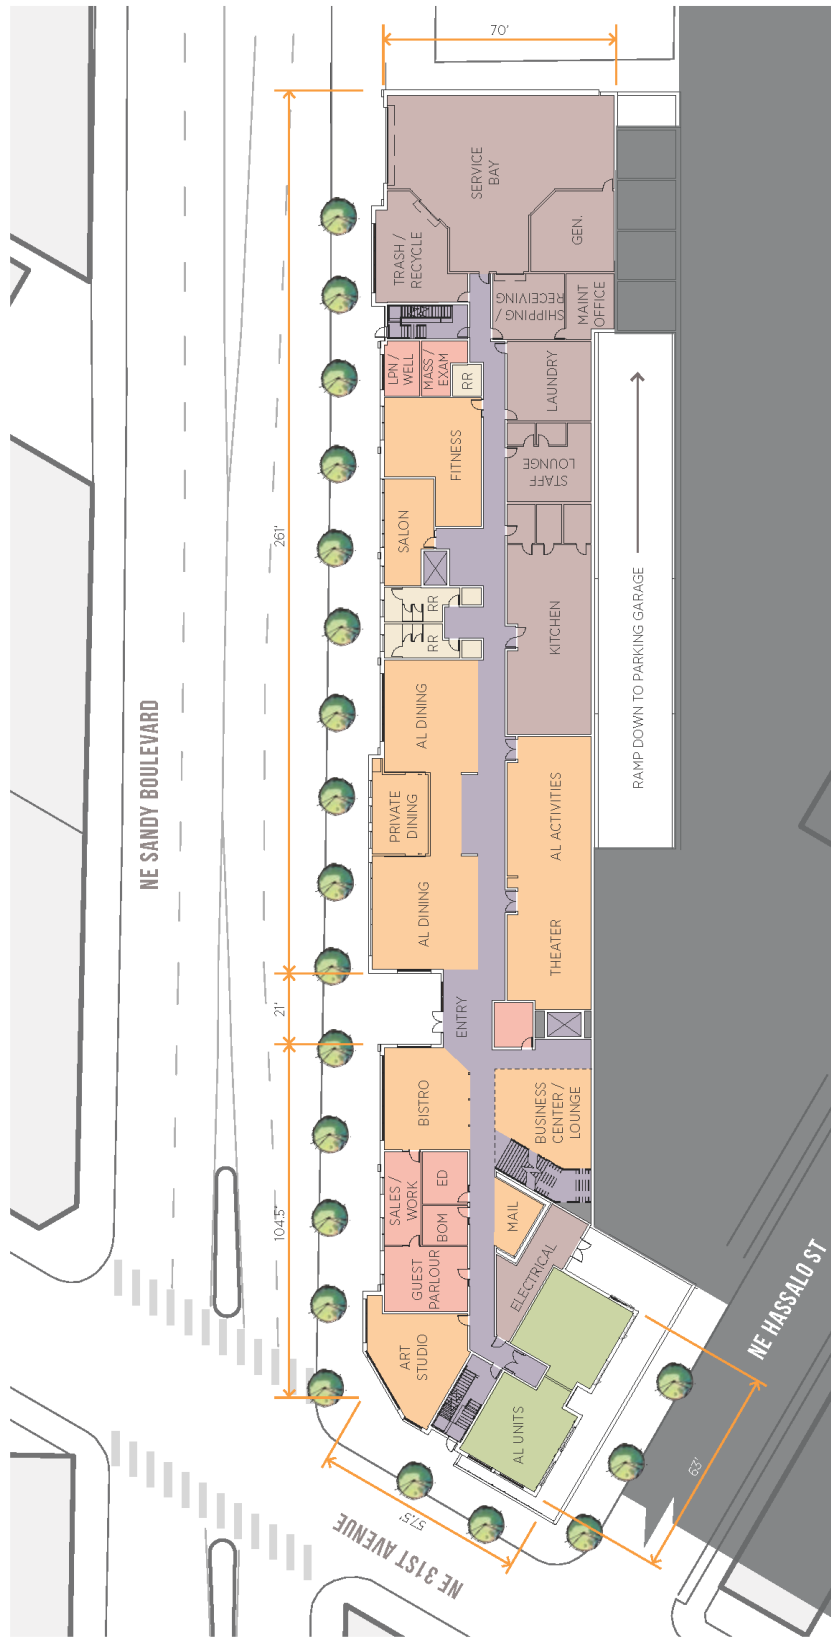 70'
SERVICE
BAY
GEN.
TRASH /
RECYCLE
SHIPPING /
RECEIVING
MAINT
OFFICE
LPN /
WELL
MASS /
EXAM
RR
LAUNDRY
FITNESS
STAFF
LOUNGE
SALON
261'
RR
RR
KITCHEN
RAMP DOWN TO PARKING GARAGE
NE SANDY BOULEVARD
AL DINING
PRIVATE
DINING
AL ACTIVITIES
AL DINING
THEATER
21'
ENTRY
BISTRO
BUSINESS
CENTER /
LOUNGE
SALES /
WORK
ED
BOM
MAIL
104.5'
GUEST
PARLOUR
ELECTRICAL
ART
STUDIO
AL UNITS
NE HASSALO ST
63'
57.5'
NE 31ST AVENUE